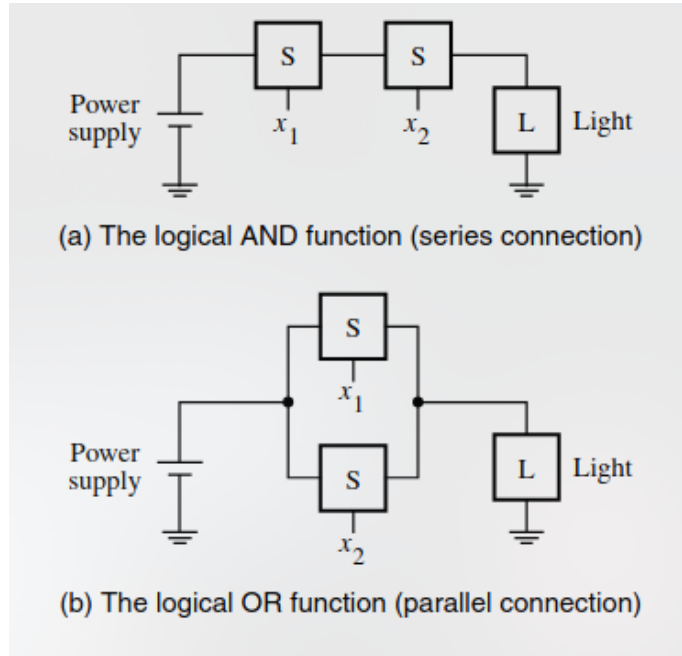 S S
Power supply
x1 x2
L Light
(a) The logical AND function (series connection)
S
x1
Power supply
S
L Light
x2
(b) The logical OR function (parallel connection)